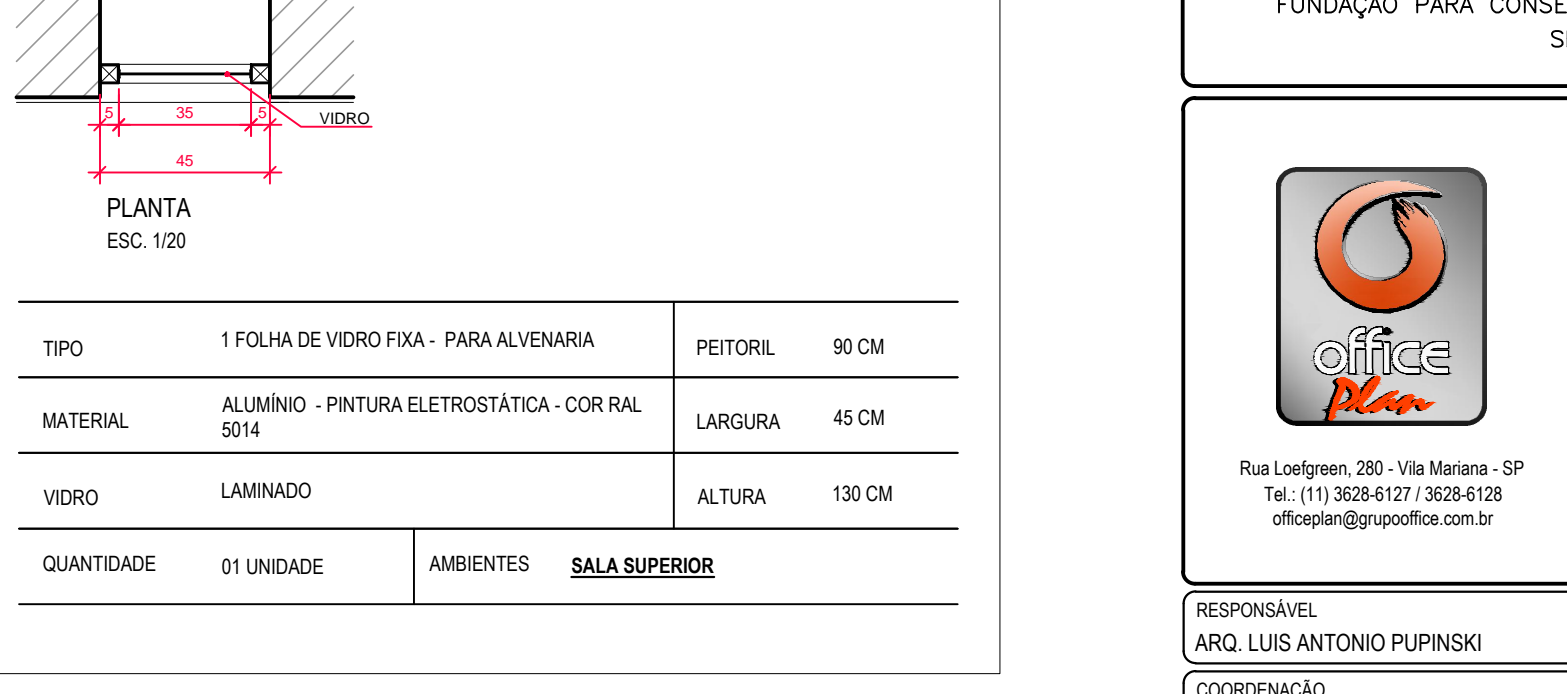 5 35 5
VIDRO
45
PLANTA
ESC. 1/20
TIPO 1 FOLHA DE VIDRO FIXA - PARA ALVENARIA PEITORIL 90 CM
MATERIAL ALUMÍNIO - PINTURA ELETROSTÁTICA - COR RAL
5014
LARGURA 45 CM
VIDRO LAMINADO ALTURA 130 CM
QUANTIDADE 01 UNIDADE AMBIENTES SALA SUPERIOR
FUNDAÇÃO PARA CONSE
office
Plan
Rua Loefgreen, 280 - Vila Mariana - SP
Tel.: (11) 3628-6127 / 3628-6128
officeplan@grupooffice.com.br
RESPONSÁVEL
ARQ. LUIS ANTONIO PUPINSKI
COORDENAÇÃO